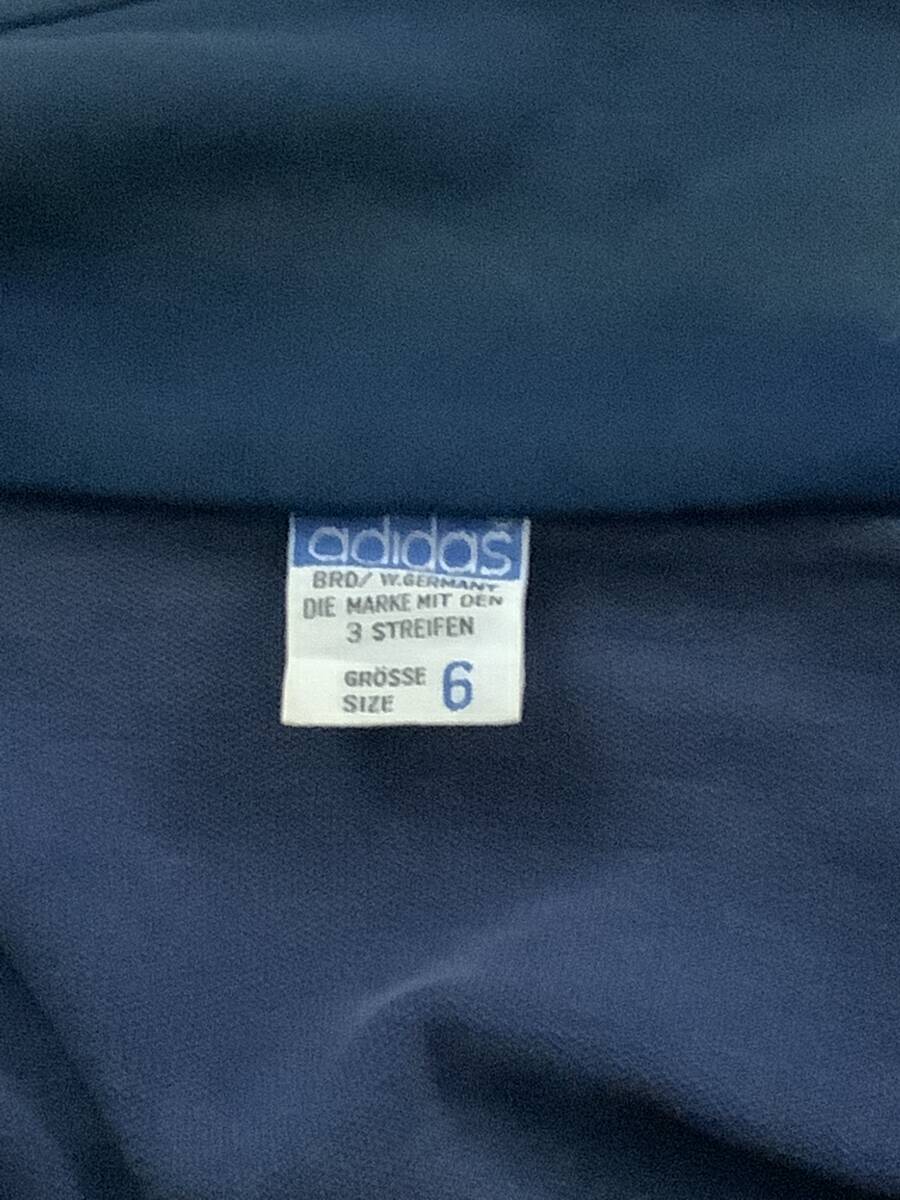 adidas
BRD/ W.GERMANY
DIE MARKE MIT DEN
3 STREIFEN
GRÖSSE 6
SIZE